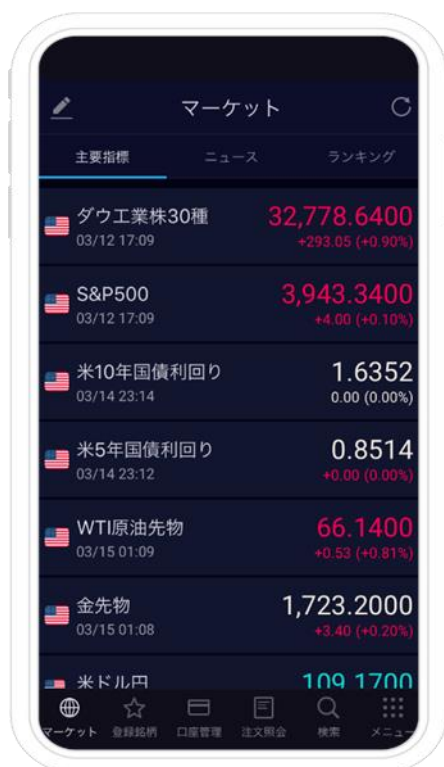 マーケット
主要指標 ニュース ランキング
ダウ工業株30種 32,778.6400
03/12 17:09 +293.05 (+0.90%)
S&P500 3,943.3400
03/12 17:09 +4.00 (+0.10%)
米10年国債利回り 1.6352
03/14 23:14 0.00 (0.00%)
米5年国債利回り 0.8514
03/14 23:12 +0.00 (0.00%)
WTI原油先物 66.1400
03/15 01:09 +0.53 (+0.81%)
金先物 1,723.2000
03/15 01:08 +3.40 (+0.20%)
米ドル円 109.1700
マーケット 登録銘柄 口座管理 注文照会 検索 メニュー